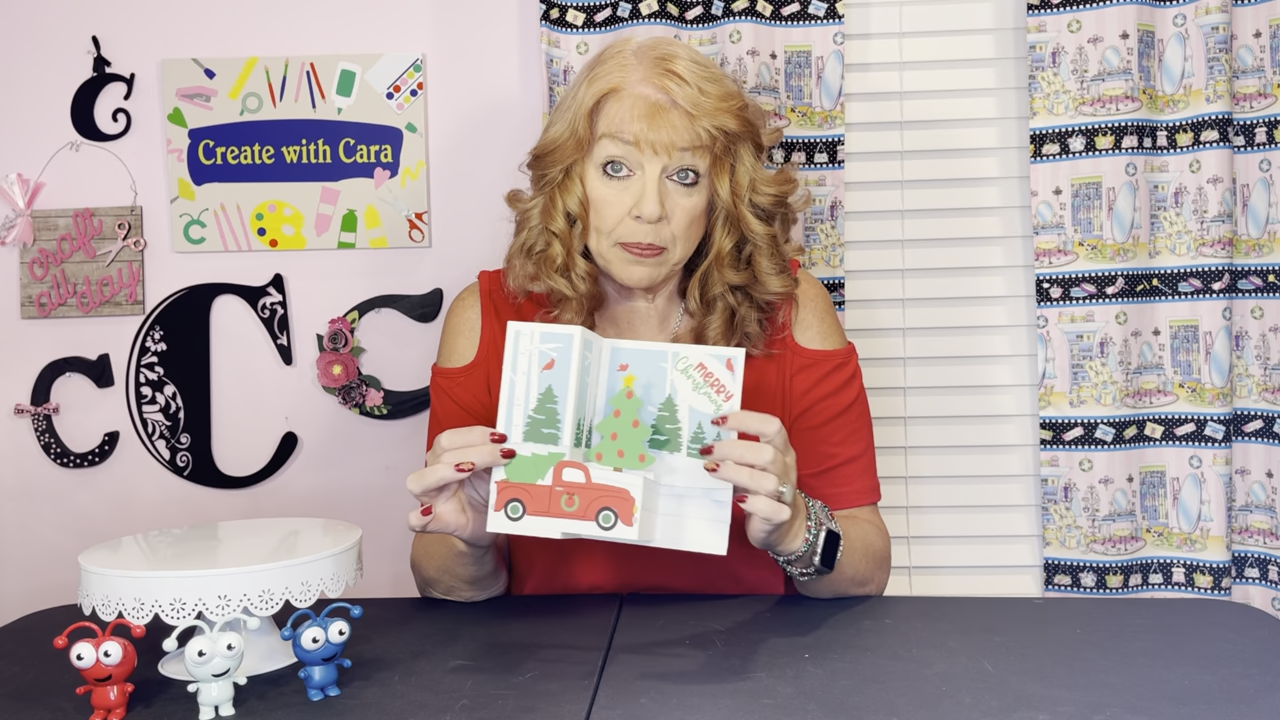 C
Create with Cara
craft
all day
C
C
C
C
MERRY
Christmas